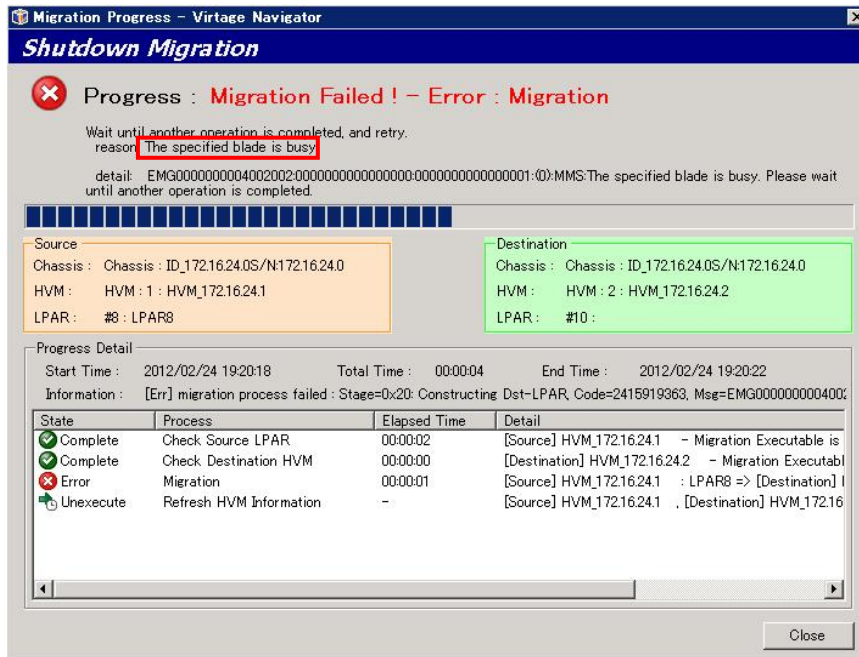 Migration Progress - Virtage Navigator
Shutdown Migration
Progress : Migration Failed ! - Error : Migration
Wait until another operation is completed, and retry.
reason: The specified blade is busy
detail: EMG0000000004002002:0000000000000000:0000000000000001:(0):MMS:The specified blade is busy. Please wait
until another operation is completed.
Source
Chassis : Chassis : ID_172.16.24.0S/N:172.16.24.0
HVM : HVM : 1 : HVM_172.16.24.1
LPAR : #8 : LPAR8
Destination
Chassis : Chassis : ID_172.16.24.0S/N:172.16.24.0
HVM : HVM : 2 : HVM_172.16.24.2
LPAR : #10 :
Progress Detail
Start Time : 2012/02/24 19:20:18 Total Time : 00:00:04 End Time : 2012/02/24 19:20:22
Information : [Err] migration process failed : Stage=0x20: Constructing Dst-LPAR, Code=2415919363, Msg=EMG0000000000400
State Process Elapsed Time Detail
Complete Check Source LPAR 00:00:02 [Source] HVM_172.16.24.1 - Migration Executable is
Complete Check Destination HVM 00:00:00 [Destination] HVM_172.16.24.2 - Migration Executabl
Error Migration 00:00:01 [Source] HVM_172.16.24.1 : LPAR8 => [Destination]
Unexecute Refresh HVM Information - [Source] HVM_172.16.24.1 , [Destination] HVM_172.16
Close